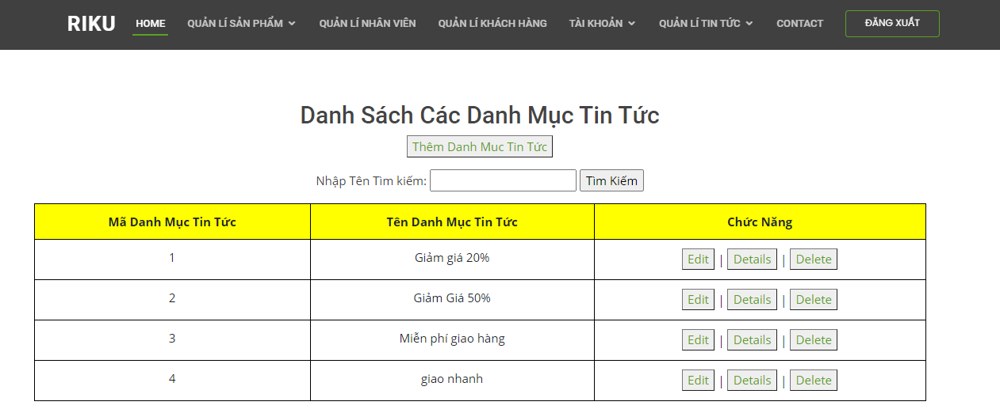 RIKU HOME QUẢN LÍ SẢN PHẨM QUẢN LÍ NHÂN VIÊN QUẢN LÍ KHÁCH HÀNG TÀI KHOẢN QUẢN LÍ TIN TỨC CONTACT ĐĂNG XUẤT
Danh Sách Các Danh Mục Tin Tức
Thêm Danh Muc Tin Tức
Nhập Tên Tìm kiếm: Tìm Kiếm
Mã Danh Mục Tin Tức Tên Danh Mục Tin Tức Chức Năng
1 Giảm giá 20% Edit | Details | Delete
2 Giảm Giá 50% Edit | Details | Delete
3 Miễn phí giao hàng Edit | Details | Delete
4 giao nhanh Edit | Details | Delete